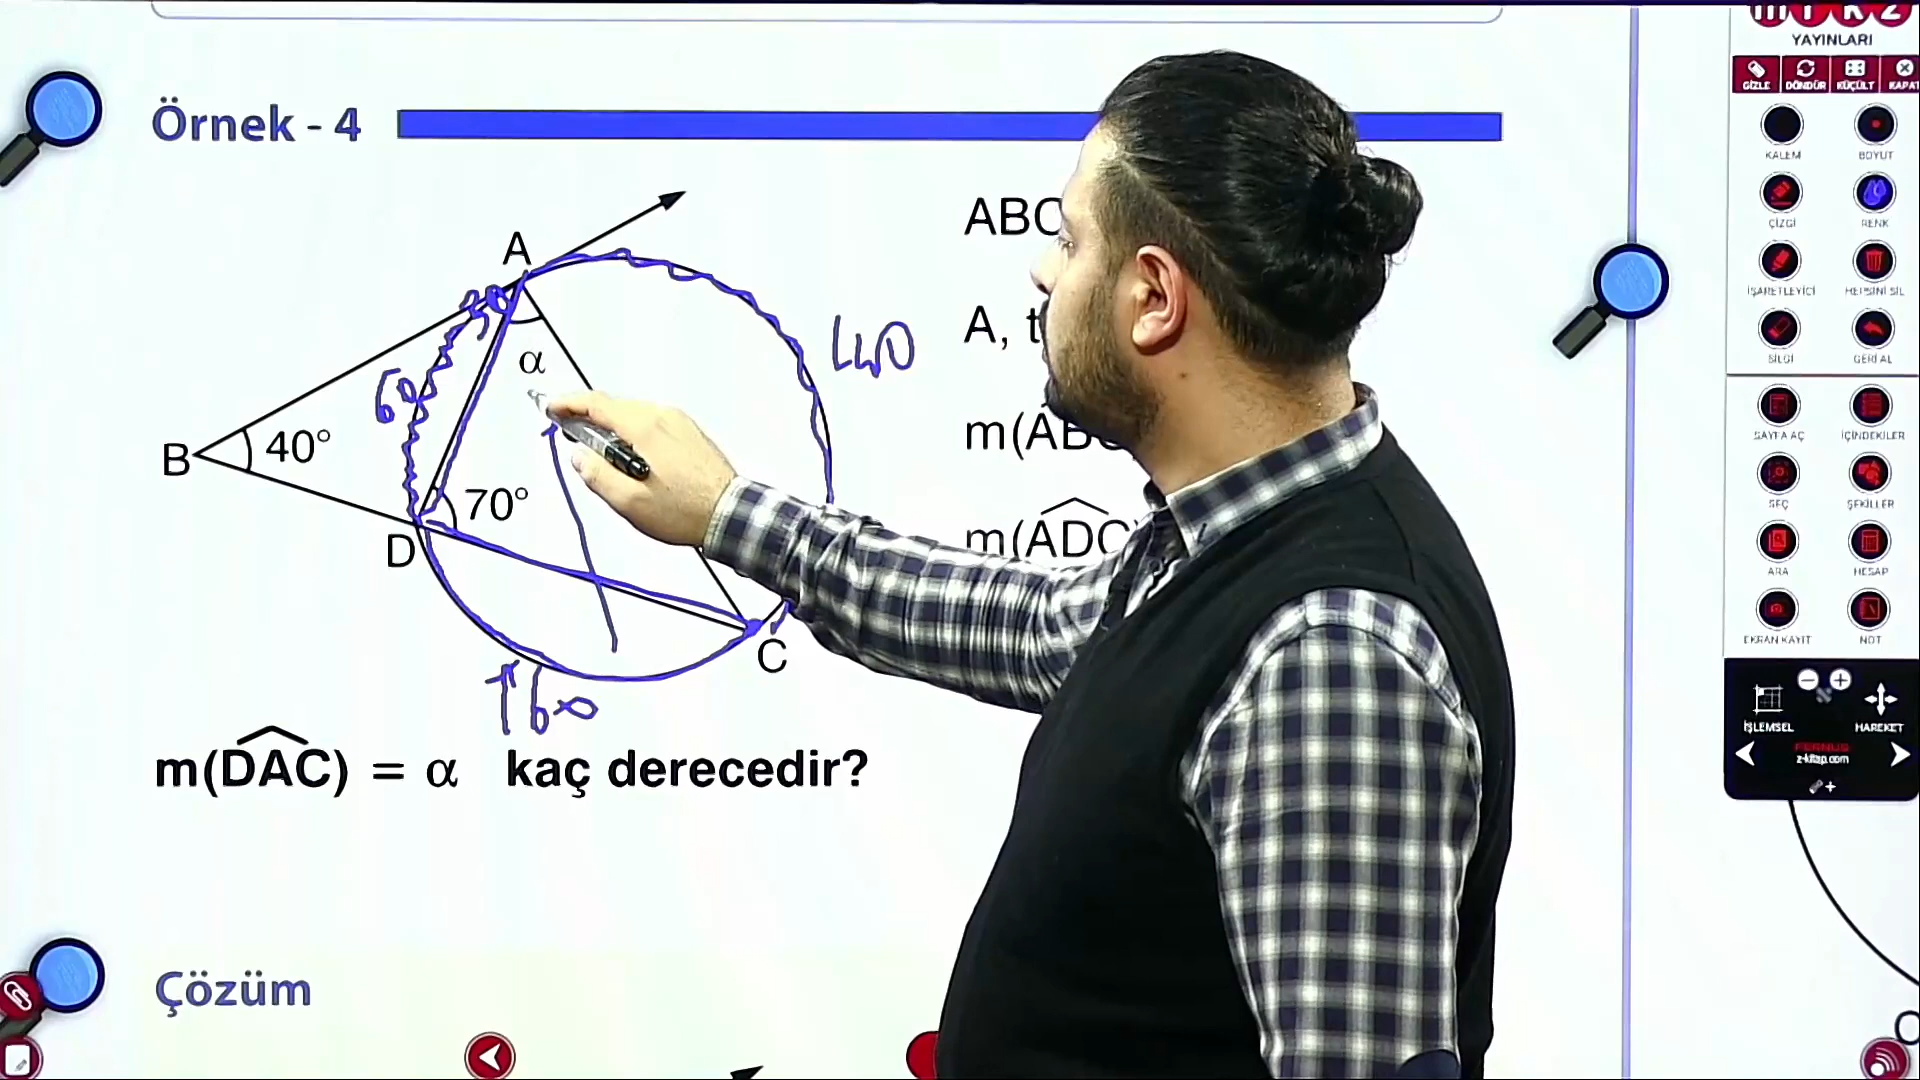 YAYINLARI
GİZLE DÖNDÜR KÜÇÜLT KAPAT
Örnek - 4
KALEM BOYUT
ÇİZGİ RENK
İŞARETLEYİCİ HEPSİNİ SİL
SİLGİ GERİ AL
SAYFA AÇ İÇİNDEKİLER
SEÇ ŞEKİLLER
ARA HESAP
EKRAN KAYIT NOT
İŞLEMSEL HAREKET
FERNUS
z-kitap.com
A
30
α
60
140
B
40°
70°
D
C
160
ABC
A, t
m(ABC
m(ADC)
m(DAC) = α kaç derecedir?
Çözüm